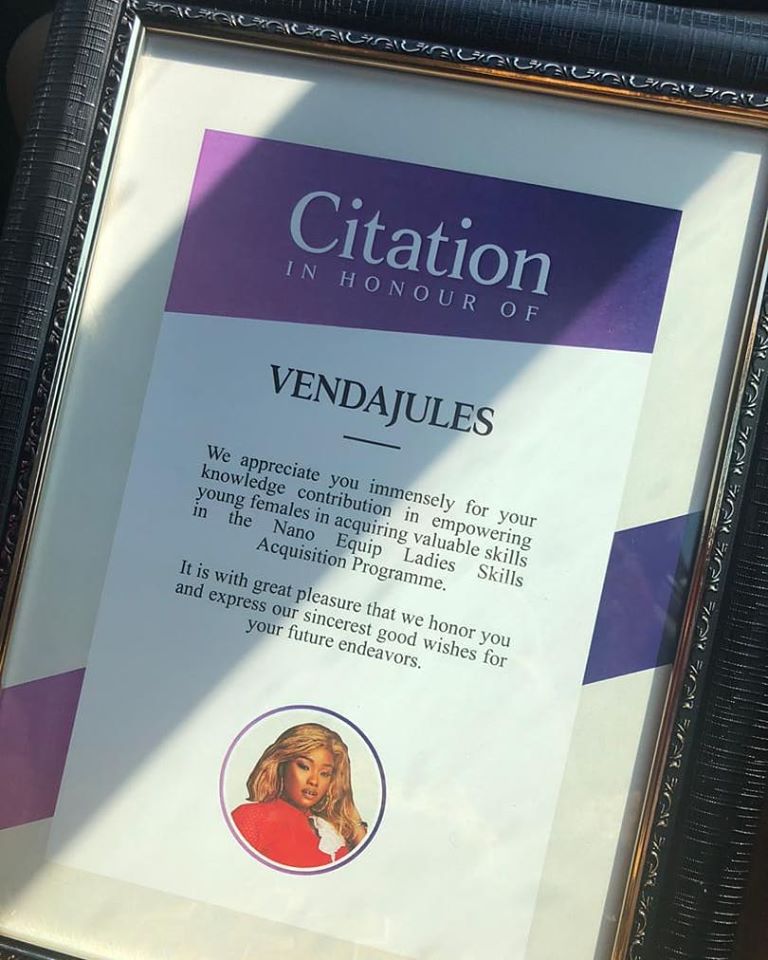 Citation
IN HONOUR OF
VENDAJULES
We appreciate you immensely for your
knowledge contribution in empowering
young females in acquiring valuable skills
in the Nano Equip Ladies Skills
Acquisition Programme.
It is with great pleasure that we honor you
and express our sincerest good wishes for
your future endeavors.